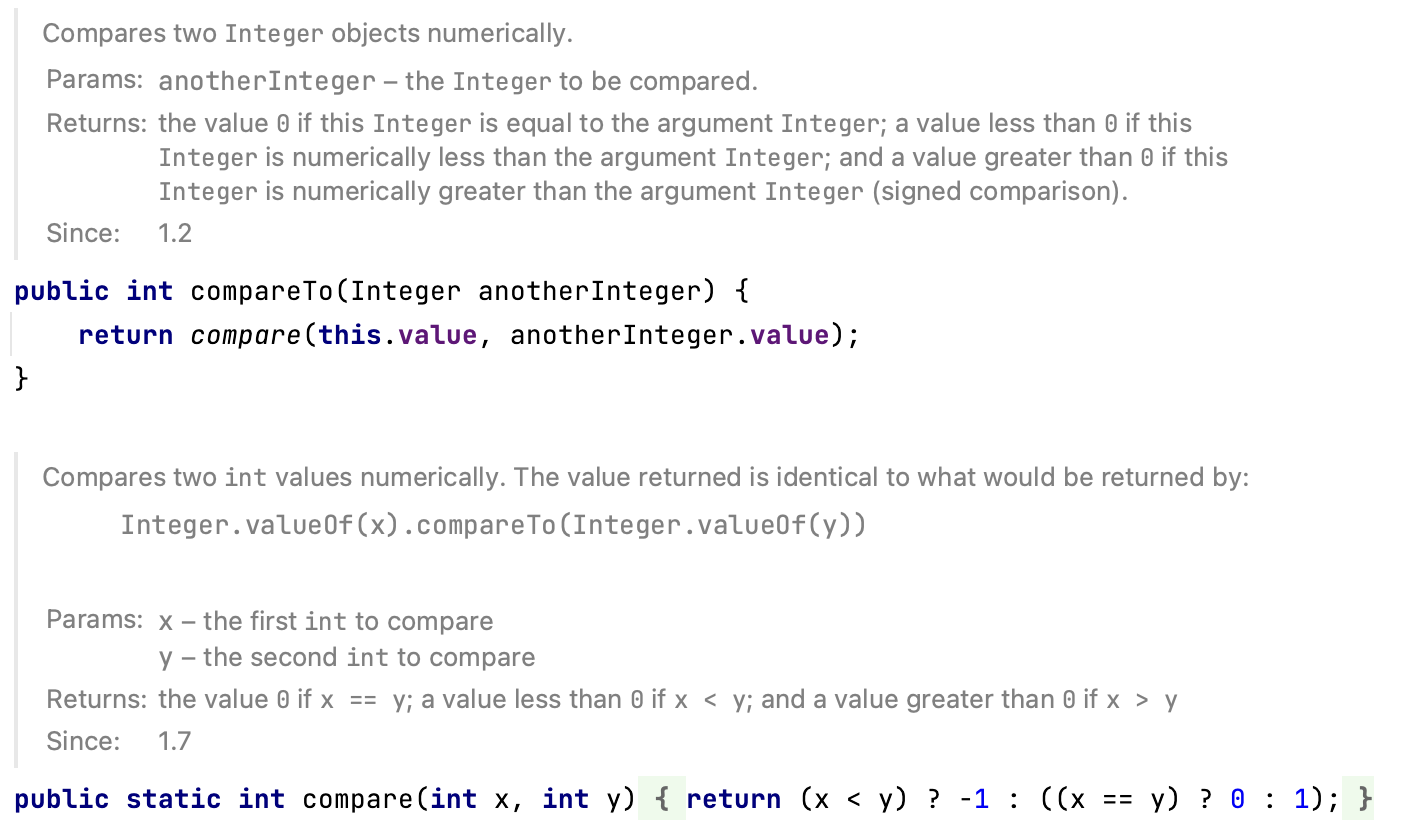 Compares two Integer objects numerically.
Params: anotherInteger – the Integer to be compared.
Returns: the value 0 if this Integer is equal to the argument Integer; a value less than 0 if this
Integer is numerically less than the argument Integer; and a value greater than 0 if this
Integer is numerically greater than the argument Integer (signed comparison).
Since: 1.2
public int compareTo(Integer anotherInteger) {
    return compare(this.value, anotherInteger.value);
}
Compares two int values numerically. The value returned is identical to what would be returned by:
Integer.valueOf(x).compareTo(Integer.valueOf(y))
Params: x – the first int to compare
y – the second int to compare
Returns: the value 0 if x == y; a value less than 0 if x < y; and a value greater than 0 if x > y
Since: 1.7
public static int compare(int x, int y) { return (x < y) ? -1 : ((x == y) ? 0 : 1); }